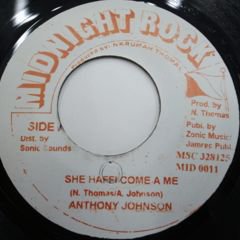 MIDNIGHT ROCK
Prod. by
N. Thomas
Publ. by
Zonic Music/
Jamrec Publ.
SIDE
Dist. by
Sonic Sounds
MSC 328125
MID 0011
SHE HAFFI COME A ME
(N. Thomas/A. Johnson)
ANTHONY JOHNSON